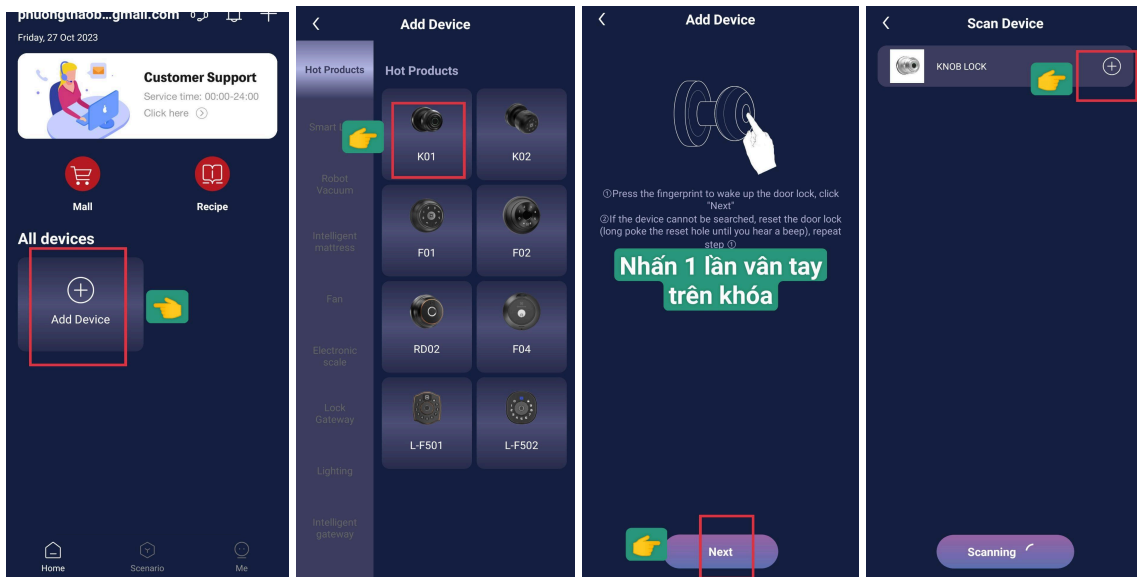 phuongthaob...gmail.com
Friday, 27 Oct 2023
Customer Support
Service time: 00:00-24:00
Click here
Mall
Recipe
All devices
Add Device
Home
Scenario
Me
Add Device
Hot Products
Smart
Robot
Vacuum
Intelligent
mattress
Fan
Electronic
scale
Lock
Gateway
Lighting
Intelligent
gateway
Hot Products
K01
K02
F01
F02
RD02
F04
L-F501
L-F502
Add Device
①Press the fingerprint to wake up the door lock, click
"Next"
②If the device cannot be searched, reset the door lock
(long poke the reset hole until you hear a beep), repeat
step ①
Nhấn 1 lần vân tay
trên khóa
Next
Scan Device
KNOB LOCK
Scanning